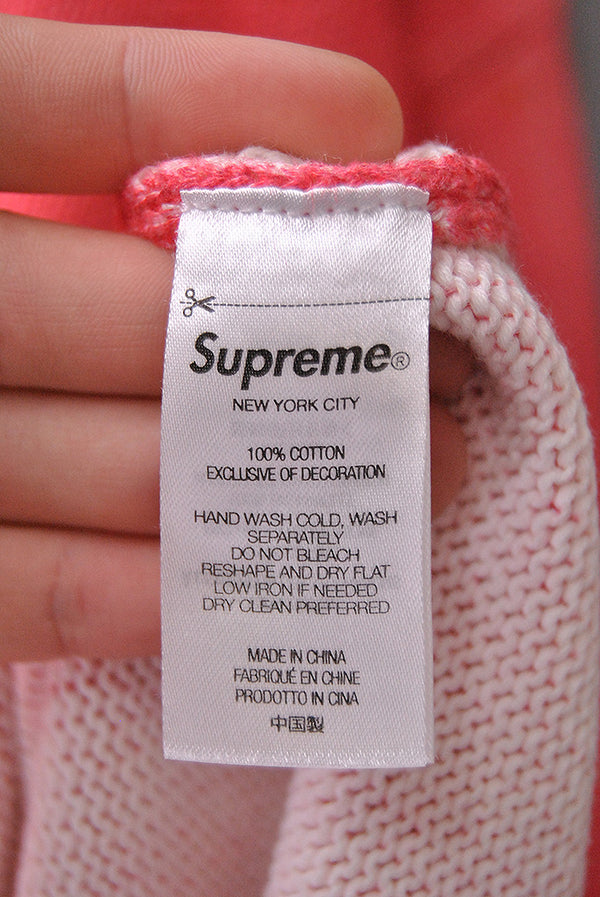 Supreme®
NEW YORK CITY
100% COTTON
EXCLUSIVE OF DECORATION
HAND WASH COLD, WASH
SEPARATELY
DO NOT BLEACH
RESHAPE AND DRY FLAT
LOW IRON IF NEEDED
DRY CLEAN PREFERRED
MADE IN CHINA
FABRIQUÉ EN CHINE
PRODOTTO IN CINA
中国製